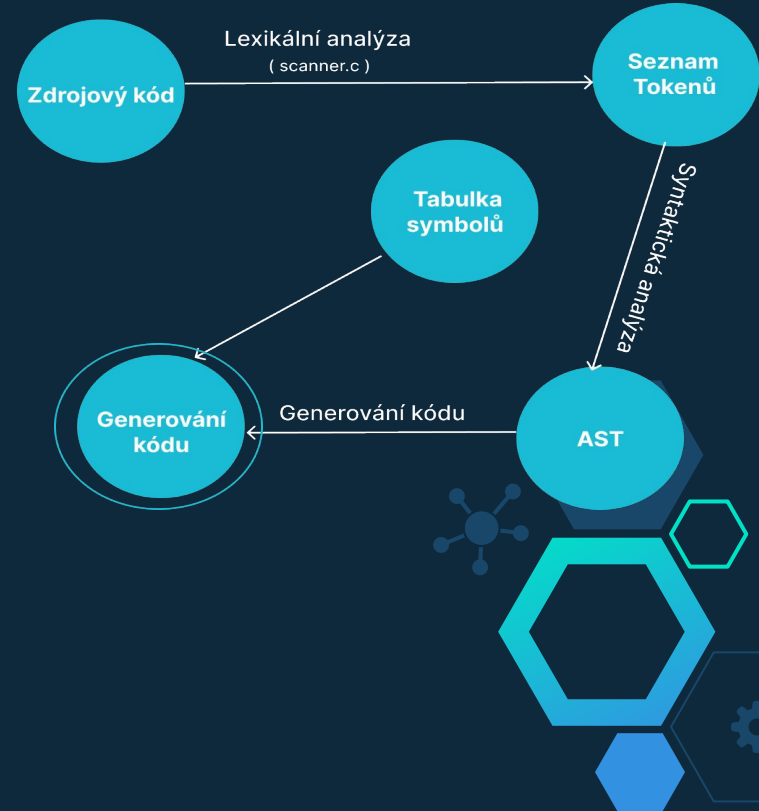 Lexikální analýza
( scanner.c )
Zdrojový kód
Seznam
Tokenů
Syntaktická analýza
Tabulka
symbolů
Generování
kódu
Generování kódu
AST